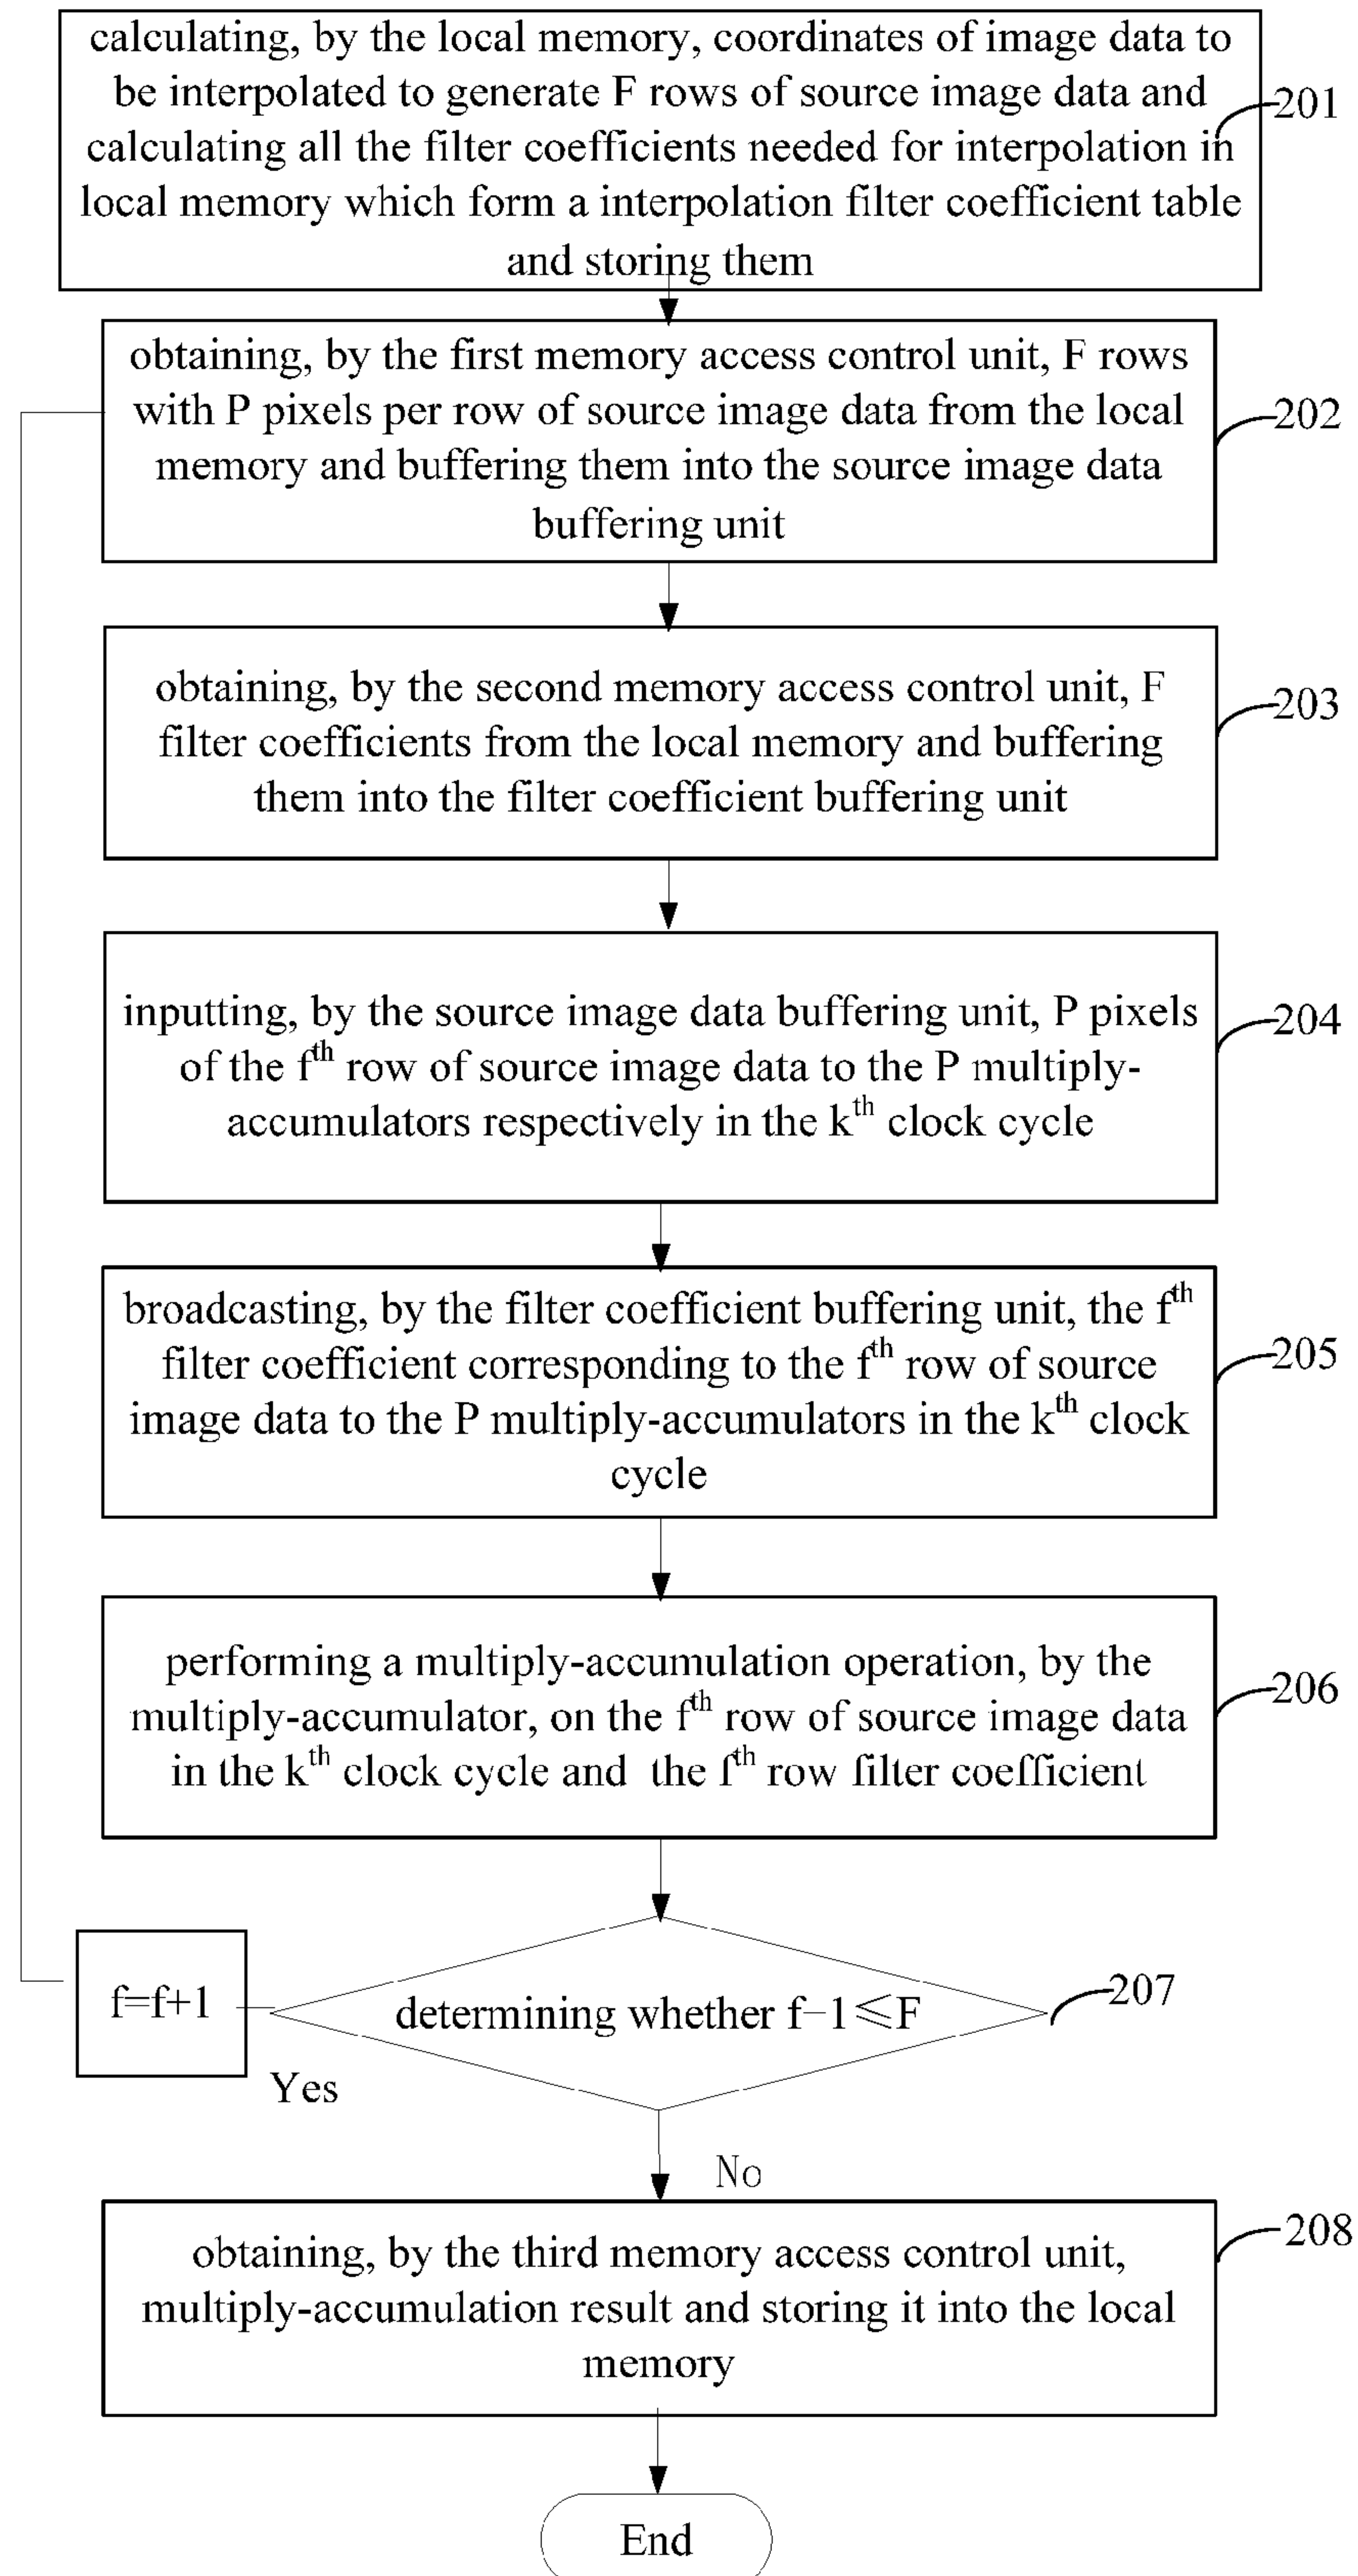 calculating, by the local memory, coordinates of image data to
be interpolated to generate F rows of source image data and
calculating all the filter coefficients needed for interpolation in
local memory which form a interpolation filter coefficient table
and storing them
201
obtaining, by the first memory access control unit, F rows
with P pixels per row of source image data from the local
memory and buffering them into the source image data
buffering unit
202
obtaining, by the second memory access control unit, F
filter coefficients from the local memory and buffering
them into the filter coefficient buffering unit
203
inputting, by the source image data buffering unit, P pixels
of the fth row of source image data to the P multiply-
accumulators respectively in the kth clock cycle
204
broadcasting, by the filter coefficient buffering unit, the fth
filter coefficient corresponding to the fth row of source
image data to the P multiply-accumulators in the kth clock
cycle
205
performing a multiply-accumulation operation, by the
multiply-accumulator, on the fth row of source image data
in the kth clock cycle and the fth row filter coefficient
206
f=f+1
determining whether f−1≤F
207
Yes
No
obtaining, by the third memory access control unit,
multiply-accumulation result and storing it into the local
memory
208
End